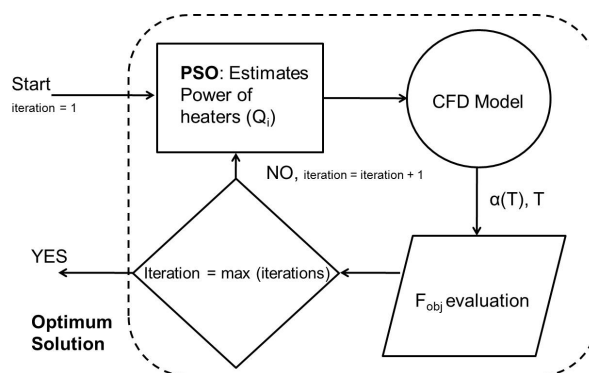 Start
iteration = 1
PSO: Estimates
Power of
heaters (Qi)
CFD Model
NO, iteration = iteration + 1
α(T), T
YES
Iteration = max (iterations)
Fobj evaluation
Optimum
Solution